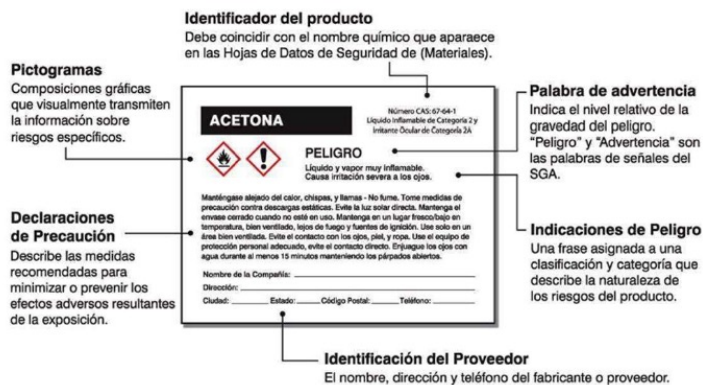 Identificador del producto
Debe coincidir con el nombre químico que aparaece
en las Hojas de Datos de Seguridad de (Materiales).
Pictogramas
Composiciones gráficas
que visualmente transmiten
la información sobre
riesgos específicos.
ACETONA
Número CAS: 67-64-1
Líquido Inflamable de Categoría 2 y
Irritante Ocular de Categoría 2A
PELIGRO
Líquido y vapor muy inflamable.
Causa irritación severa a los ojos.
Palabra de advertencia
Indica el nivel relativo de la
gravedad del peligro.
"Peligro" y "Advertencia" son
las palabras de señales del
SGA.
Manténgase alejado del calor, chispas, y llamas - No fume. Tome medidas de
precaución contra descargas estáticas. Evite la luz solar directa. Mantenga el
envase cerrado cuando no esté en uso. Mantenga en un lugar fresco/bajo en
temperatura, bien ventilado, lejos de fuego y fuentes de ignición. Use solo en un
área bien ventilada. Evite el contacto con los ojos, piel, y ropa. Use el equipo de
protección personal adecuado, evite el contacto directo. Enjuague los ojos con
agua durante al menos 15 minutos manteniendo los párpados abiertos.
Declaraciones
de Precaución
Describe las medidas
recomendadas para
minimizar o prevenir los
efectos adversos resultantes
de la exposición.
Indicaciones de Peligro
Una frase asignada a una
clasificación y categoría que
describe la naturaleza de
los riesgos del producto.
Nombre de la Compañía:
Dirección:
Ciudad: Estado: Código Postal: Teléfono:
Identificación del Proveedor
El nombre, dirección y teléfono del fabricante o proveedor.